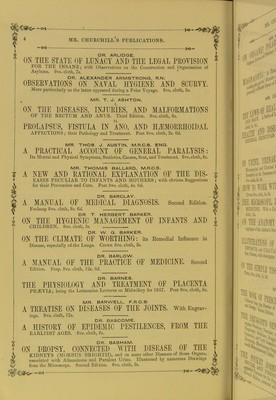 4
MR. CHURCHILL'S PUBLICATIONS.
DR. ARLIDGE.
ON THE STATE OF LUNACY AND THE LEGAL PROVISION
FOR THE INSANE; with Observations on the Construction and Organisation of
Asylums. 8vo. cloth, 7s.
DR. ALEXANDER ARMSTRONG, R.N.
OBSERVATIONS ON NAVAL HYGIENE AND SCURVY.
More particularly as the latter appeared during a Polar Voyage. 8vo. cloth, 5s.
MR. T. J. ASHTON.
I.
ON THE DISEASES, INJURIES, AND MALFORMATIONS
OF THE RECTUM AND ANUS. Third Edition. 8vo. cloth, 8s.
II.
PROLAPSUS, FISTULA IN ANO, AND HÆMORRHOIDAL
AFFECTIONS; their Pathology and Treatment. Post 8vo. cloth,
MR. THOS. J. AUSTIN, M.R.C.S. ENG.
A PRACTICAL ACCOUNT OF GENERAL PARALYSIS:
Its Mental and Physical Symptoms, Statistics, Causes, Seat, and Treatment. 8vo. cloth, 6s.
MR. THOMAS BALLARD, M.R.C.S.
A NEW AND RATIONAL EXPLANATION OF THE DIS-
EASES PECULIAR TO INFANTS AND MOTHERS; with obvious Suggestions
for their Prevention and Cure. Post 8vo. cloth, 4s. 6d.
DR. BARCLAY.
A MANUAL OF MEDICAL DIAGNOSIS. Second Edition.
Foolscap 8vo. cloth, 8s. 6d.
DR. T. HERBERT BARKER.
ON THE HYGIENIC MANAGEMENT OF INFANTS AND
CHILDREN. 8vo. cloth, 5s.
DR. W. G. BARKER.
ON THE CLIMATE OF WORTHING: its Remedial Influence in
Disease, especially of the Lungs. Crown 8vo. cloth, 3s.
DR. BARLOW.
A MANUAL OF THE PRACTICE OF MEDICINE. Second
Edition. Fcap. 8vo. cloth, 12s. 6d.
DR. BARNES.
THE PHYSIOLOGY AND TREATMENT OF PLACENTA
PRÆVIA; being the Lettsomian Lectures on Midwifery for 1857. Post 8vo. cloth, 6s.
MR. BARWELL, F.R.C.S.
A TREATISE ON DISEASES OF THE JOINTS. With Engrav-
ings. 8vo. cloth, 12s.
DR. BASCOME.
A HISTORY OF EPIDEMIC PESTILENCES, FROM THE
EARLIEST AGES. 8vo. cloth, 8s.
DR. BASHAM.
ON DROPSY, CONNECTED WITH DISEASE OF THE
KIDNEYS (MORBUS BRIGHTII), and on some other Diseases of those Organs,
associated with Albuminous and Purulent Urine. Illustrated by numerous Drawings
from the Microscope. Second Edition. 8vo. cloth, 9s.